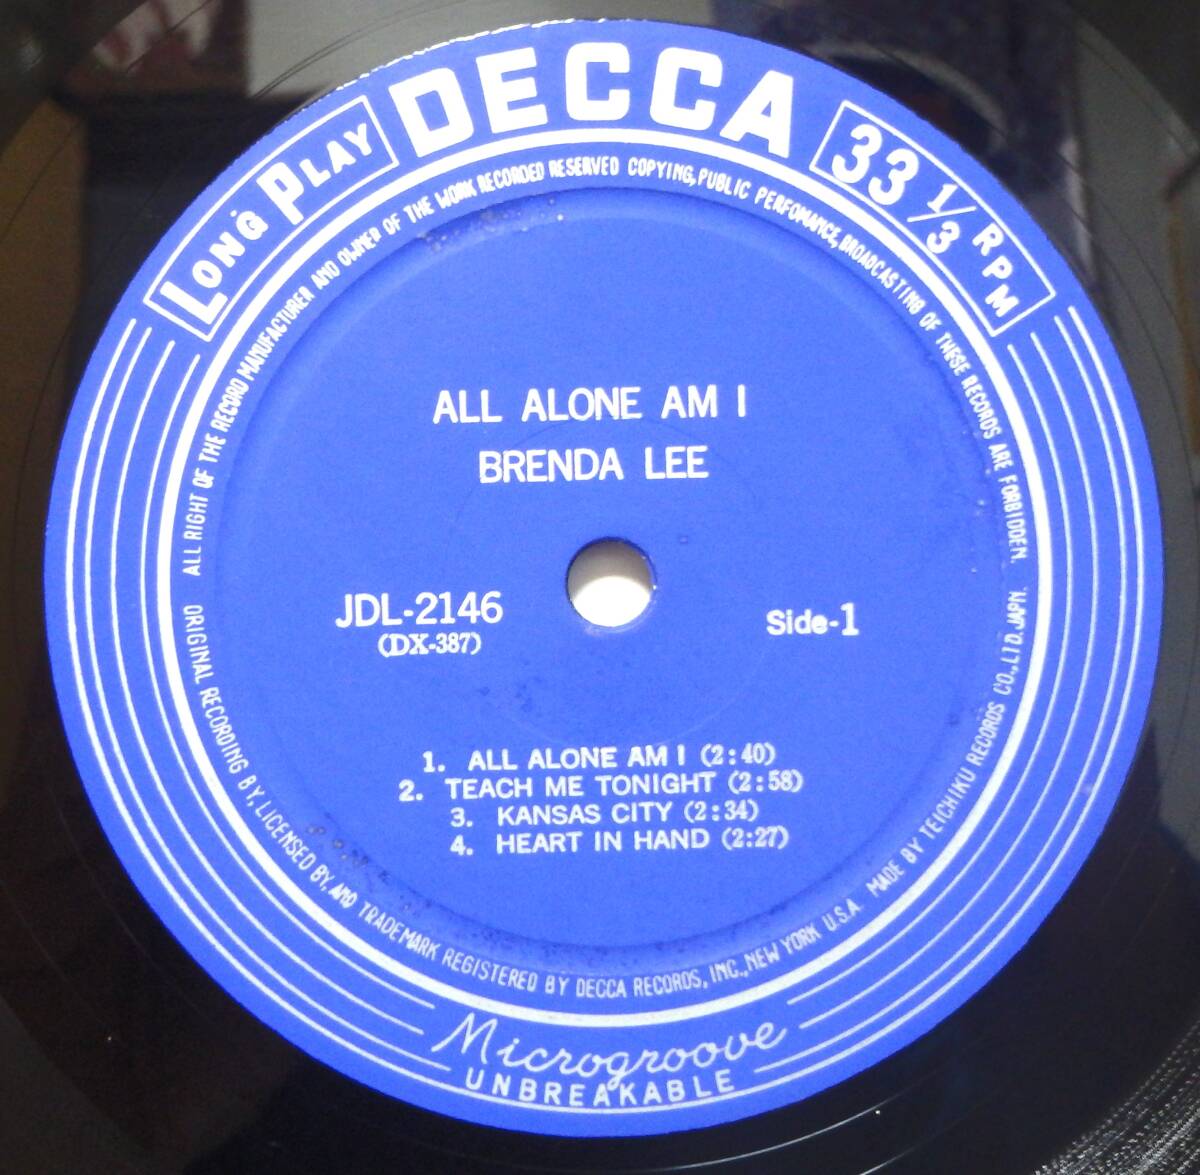 LONG PLAY
DECCA
33 1/3 RPM
ALL RIGHT OF THE RECORD MANUFACTURER AND OWNER OF THE WORK RECORDED RESERVED COPYING, PUBLIC PERFOMANCE, BROADCASTING OF THESE RECORDS ARE FORBIDDEN.
ALL ALONE AM I
BRENDA LEE
JDL-2146
(DX-387)
Side-1
1. ALL ALONE AM I (2:40)
2. TEACH ME TONIGHT (2:58)
3. KANSAS CITY (2:34)
4. HEART IN HAND (2:27)
ORIGINAL RECORDING BY, LICENSED BY, AND TRADEMARK REGISTERED BY DECCA RECORDS, INC., NEW YORK U.S.A. MADE BY TEICHIKU RECORDS CO., LTD. JAPN.
Microgroove
UNBREAKABLE